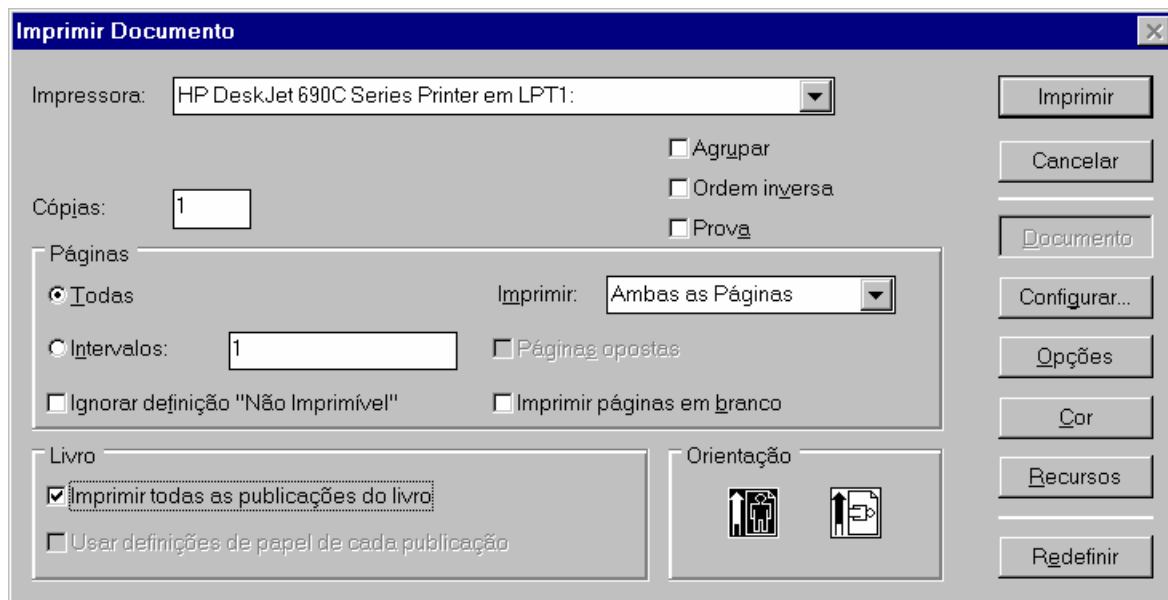 Imprimir Documento
Impressora: HP DeskJet 690C Series Printer em LPT1:
Imprimir
Agrupar
Cancelar
Ordem inversa
Cópias: 1
Prova
Documento
Páginas
Todas
Imprimir: Ambas as Páginas
Configurar...
Intervalos: 1
Páginas opostas
Opções
Ignorar definição "Não Imprimível"
Imprimir páginas em branco
Cor
Livro
Orientação
Imprimir todas as publicações do livro
Recursos
Usar definições de papel de cada publicação
Redefinir